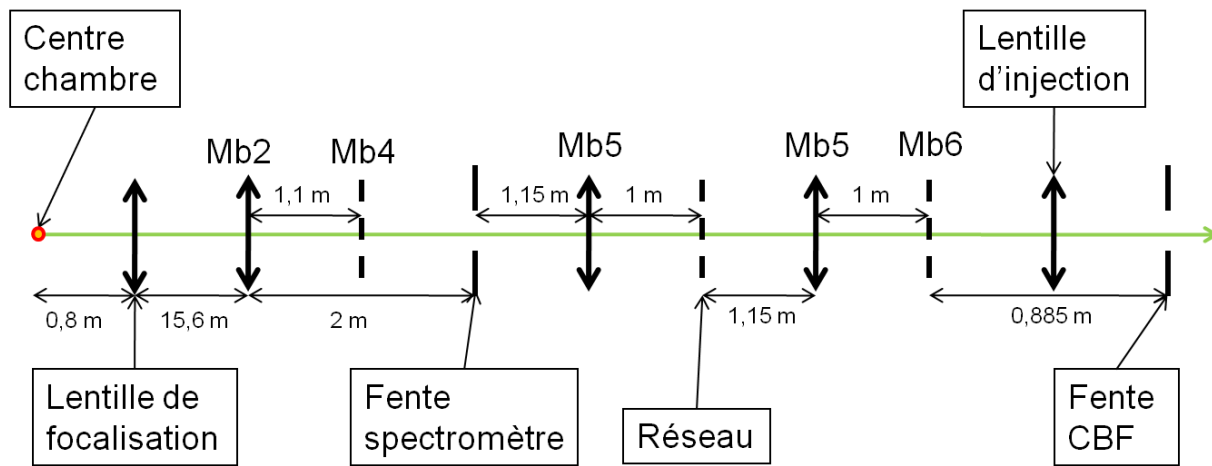 Centre
chambre
Lentille
d'injection
Mb2
Mb4
Mb5
Mb5
Mb6
1,1 m
1,15 m
1 m
1 m
0,8 m
15,6 m
2 m
1,15 m
0,885 m
Lentille de
focalisation
Fente
spectromètre
Réseau
Fente
CBF